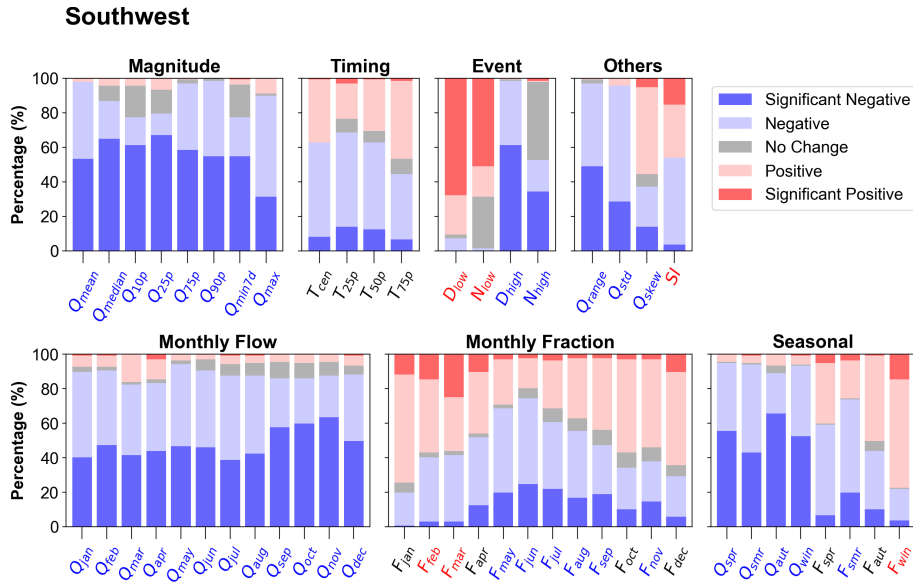 Southwest
Magnitude
Timing
Event
Others
Percentage (%)
100
80
60
40
20
0
Significant Negative
Negative
No Change
Positive
Significant Positive
Qmean
Qmedian
Q10p
Q25p
Q75p
Q90p
Qmin7d
Qmax
Tcen
T25p
T50p
T75p
Dlow
Nlow
Dhigh
Nhigh
Qrange
Qstd
Qskew
SI
Monthly Flow
Monthly Fraction
Seasonal
Percentage (%)
100
80
60
40
20
0
Qjan
Qfeb
Qmar
Qapr
Qmay
Qjun
Qjul
Qaug
Qsep
Qoct
Qnov
Qdec
Fjan
Ffeb
Fmar
Fapr
Fmay
Fjun
Fjul
Faug
Fsep
Foct
Fnov
Fdec
Qspr
Qsmr
Qaut
Qwin
Fspr
Fsmr
Faut
Fwin